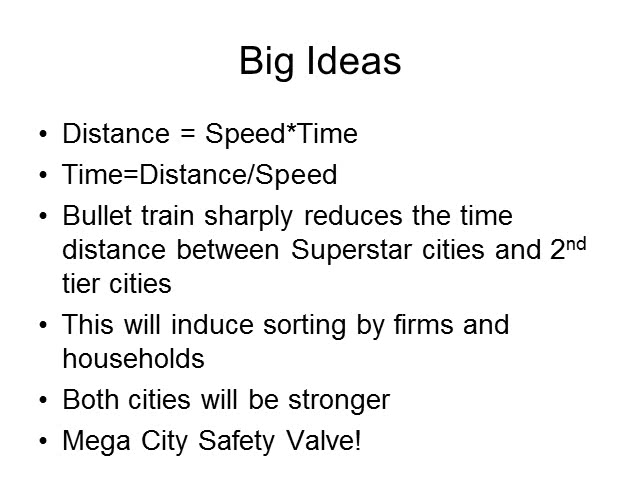 Big Ideas
• Distance = Speed*Time
• Time=Distance/Speed
• Bullet train sharply reduces the time
distance between Superstar cities and 2nd
tier cities
• This will induce sorting by firms and
households
• Both cities will be stronger
• Mega City Safety Valve!